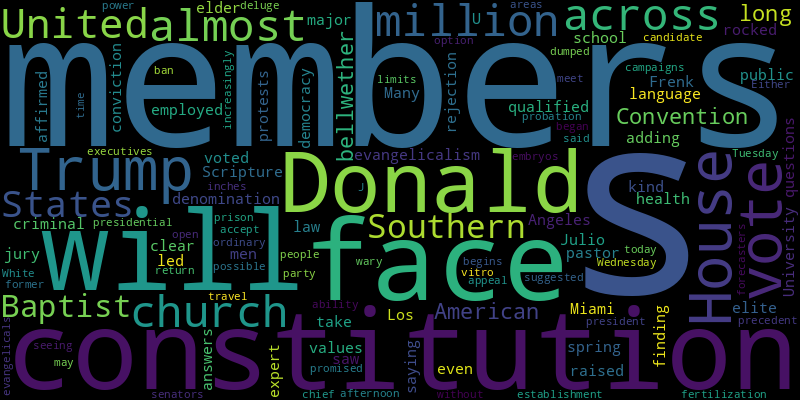 power elder deluge major U areas option candidate
United almost million across long
school rocked
members
affirmed ban time conviction employed increasingly protests democracy bellwether limits Many rejection dumped campaigns meet Either
Frenk public language qualified Convention
probation began said adding
executives evangelicalism embryos Tuesday
Trump voted Scripture Donald kind House vote questions
States denomination inches J Southern Angeles health University
criminal presidential prison law Julio
jury clear accept ordinary men people wary begins pastor today
open led return possible party vitro appeal suggested Wednesday forecasters
White former will face S
Baptist church travel American Miami elite precedent
ability Los president
constitution
evangelicals seeing may answers expert take values saw promised saying even spring raised finding
senators chief afternoon without establishment fertilization